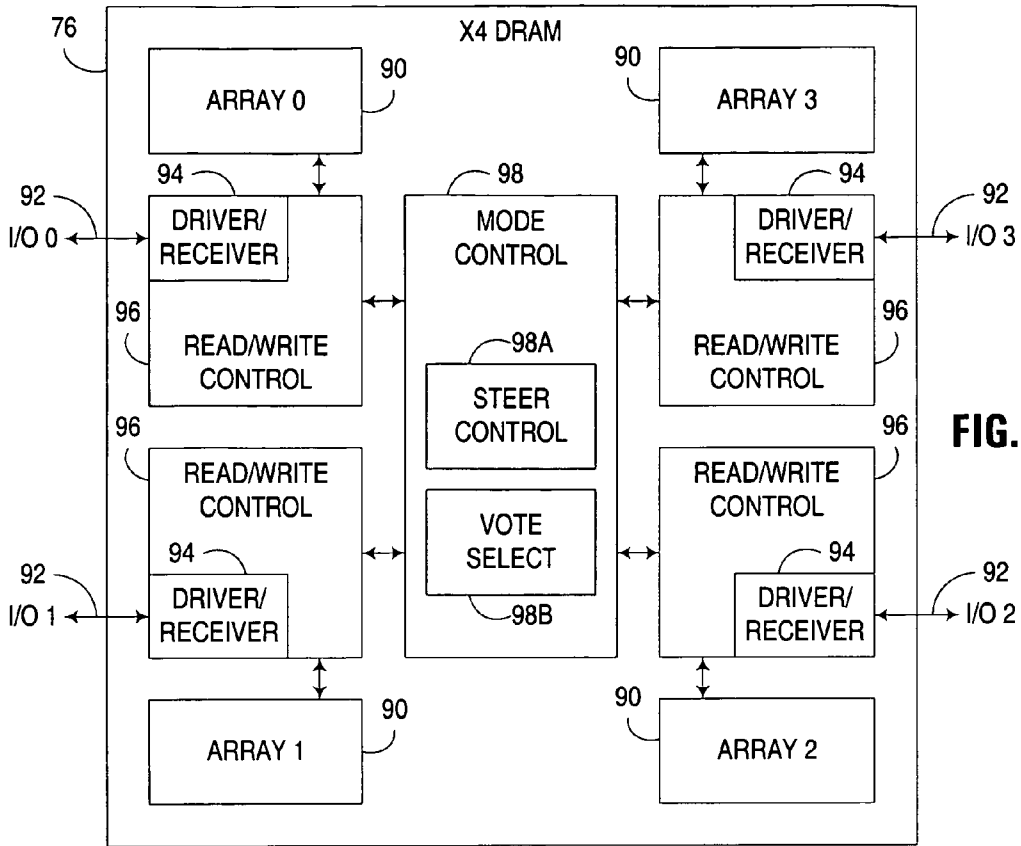 76
X4 DRAM
ARRAY 0
90
90
ARRAY 3
94
98
94
92
I/O 0
DRIVER/
RECEIVER
MODE
CONTROL
DRIVER/
RECEIVER
92
I/O 3
96
READ/WRITE
CONTROL
98A
STEER
CONTROL
96
READ/WRITE
CONTROL
96
READ/WRITE
CONTROL
VOTE
SELECT
98B
96
READ/WRITE
CONTROL
FIG.
94
92
I/O 1
DRIVER/
RECEIVER
94
DRIVER/
RECEIVER
92
I/O 2
ARRAY 1
90
90
ARRAY 2